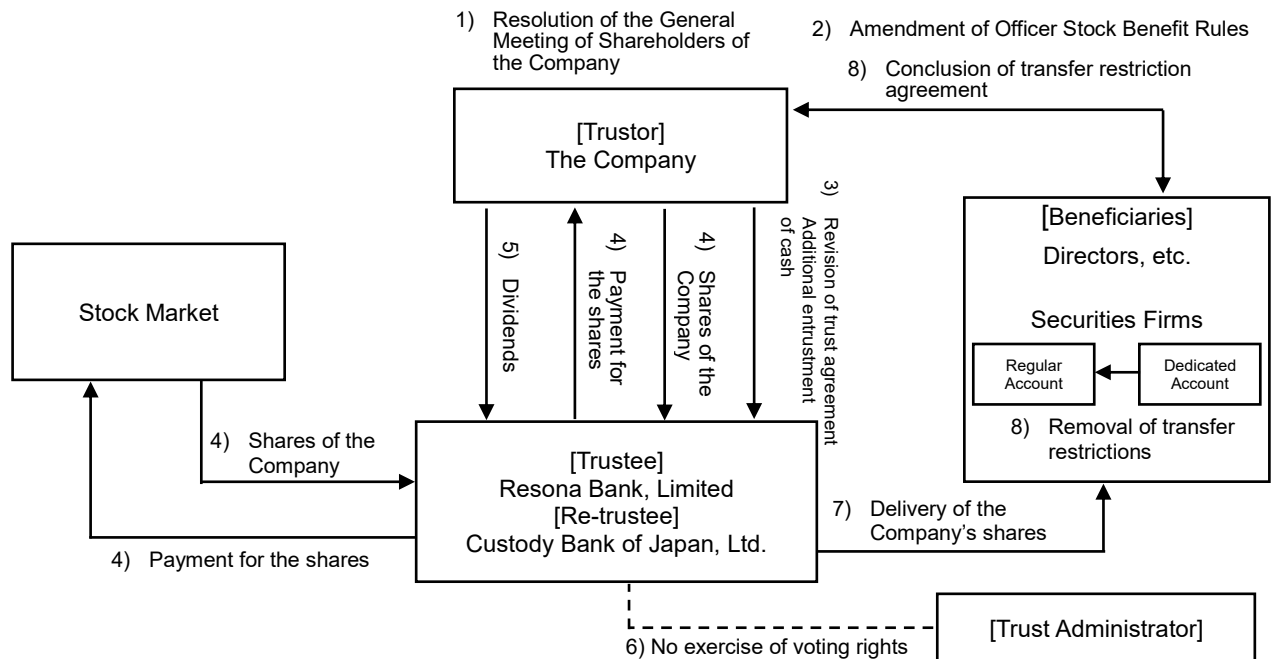 1) Resolution of the General
Meeting of Shareholders of
the Company
2) Amendment of Officer Stock Benefit Rules
8) Conclusion of transfer restriction
agreement
[Trustor]
The Company
3) Revision of trust agreement
Additional entrustment
of cash
4) Shares of the
Company
4) Payment for
the shares
5) Dividends
[Beneficiaries]
Directors, etc.
Securities Firms
Regular
Account
Dedicated
Account
8) Removal of transfer
restrictions
Stock Market
4) Shares of the
Company
4) Payment for the shares
[Trustee]
Resona Bank, Limited
[Re-trustee]
Custody Bank of Japan, Ltd.
7) Delivery of the
Company’s shares
6) No exercise of voting rights
[Trust Administrator]